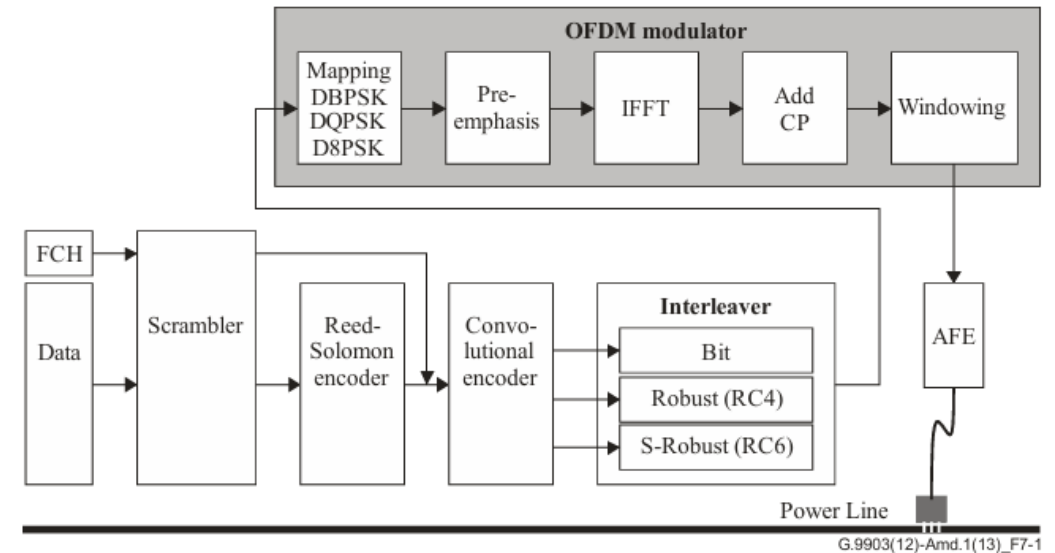 OFDM modulator
Mapping
DBPSK
DQPSK
D8PSK
Pre-
emphasis
IFFT
Add
CP
Windowing
FCH
Data
Scrambler
Reed-
Solomon
encoder
Convo-
lutional
encoder
Interleaver
Bit
Robust (RC4)
S-Robust (RC6)
AFE
Power Line
G.9903(12)-Amd.1(13)_F7-1